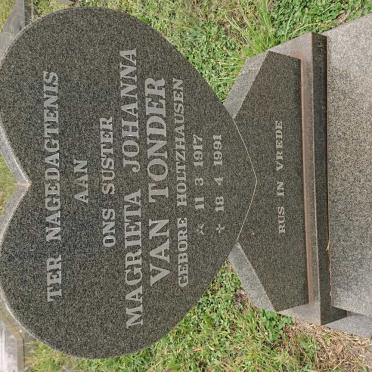 TER NAGEDAGTENIS
AAN
ONS SUSTER
MAGRIETA JOHANNA
VAN TONDER
GEBORE HOLTZHAUSEN
☆ 11 3 1917
✢ 18 4 1991
RUS IN VREDE